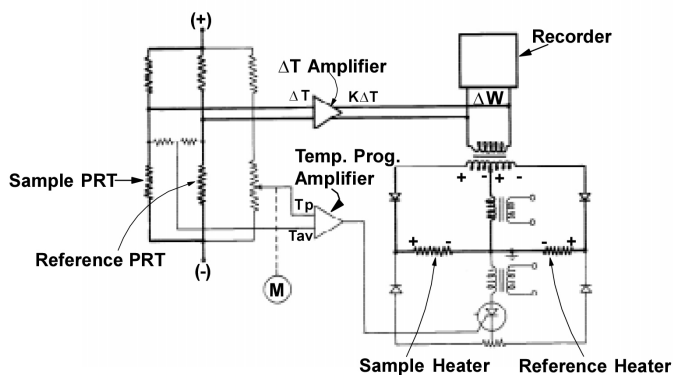 (+)
Recorder
ΔT Amplifier
ΔT
KΔT
ΔW
Sample PRT
Temp. Prog.
Amplifier
+ - + -
Tp
Tav
Reference PRT
+ - - +
(-)
M
Sample Heater
Reference Heater